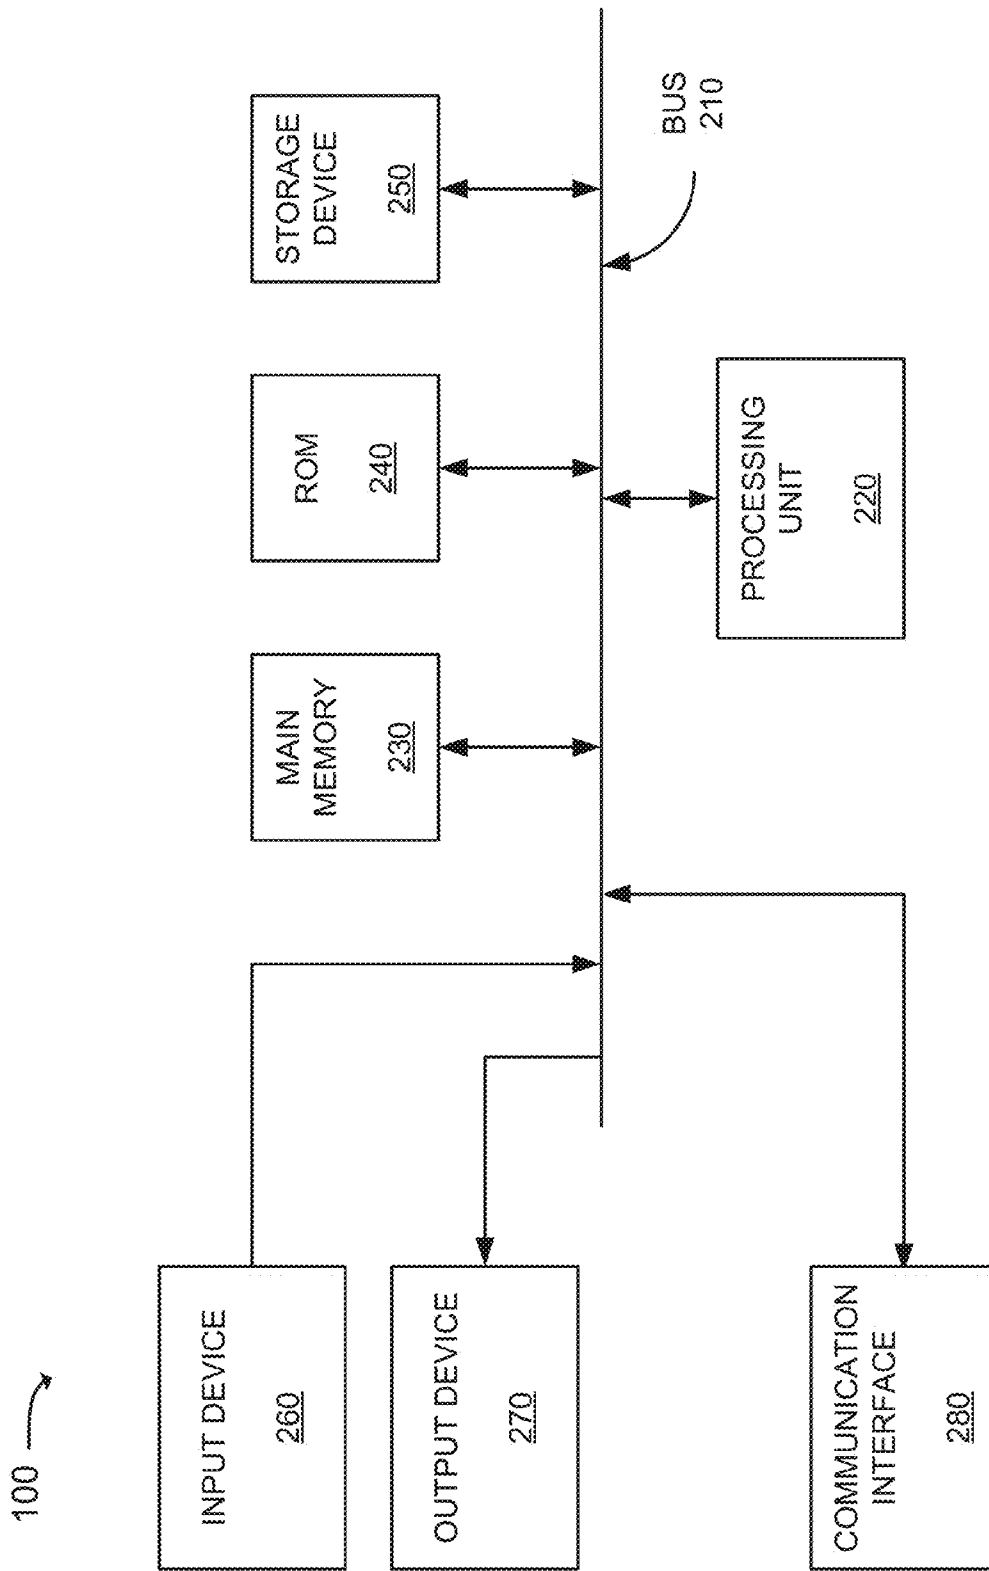 100
INPUT DEVICE
260
OUTPUT DEVICE
270
COMMUNICATION
INTERFACE
280
MAIN
MEMORY
230
ROM
240
STORAGE
DEVICE
250
PROCESSING
UNIT
220
BUS
210